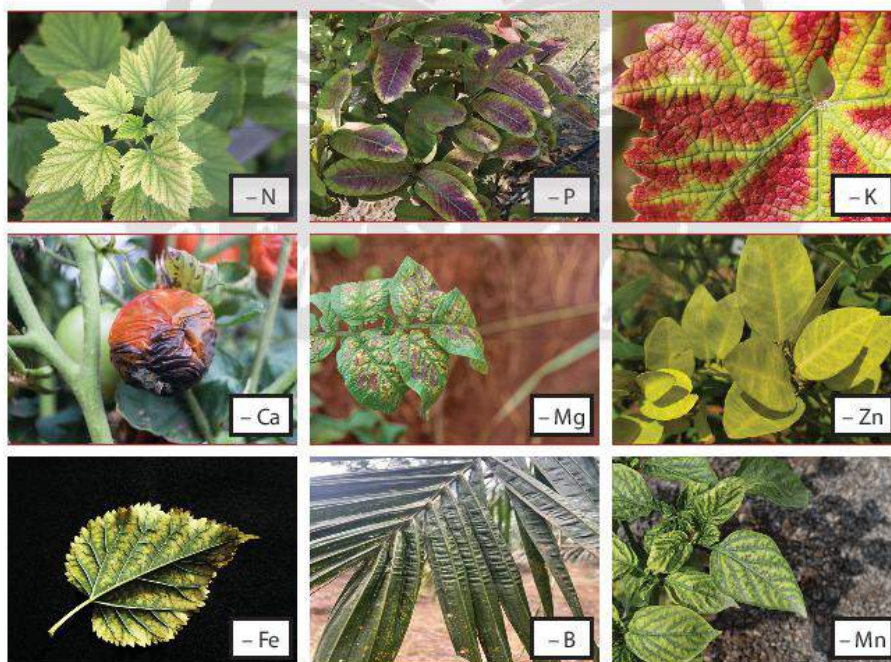 – N
– P
– K
– Ca
– Mg
– Zn
– Fe
– B
– Mn